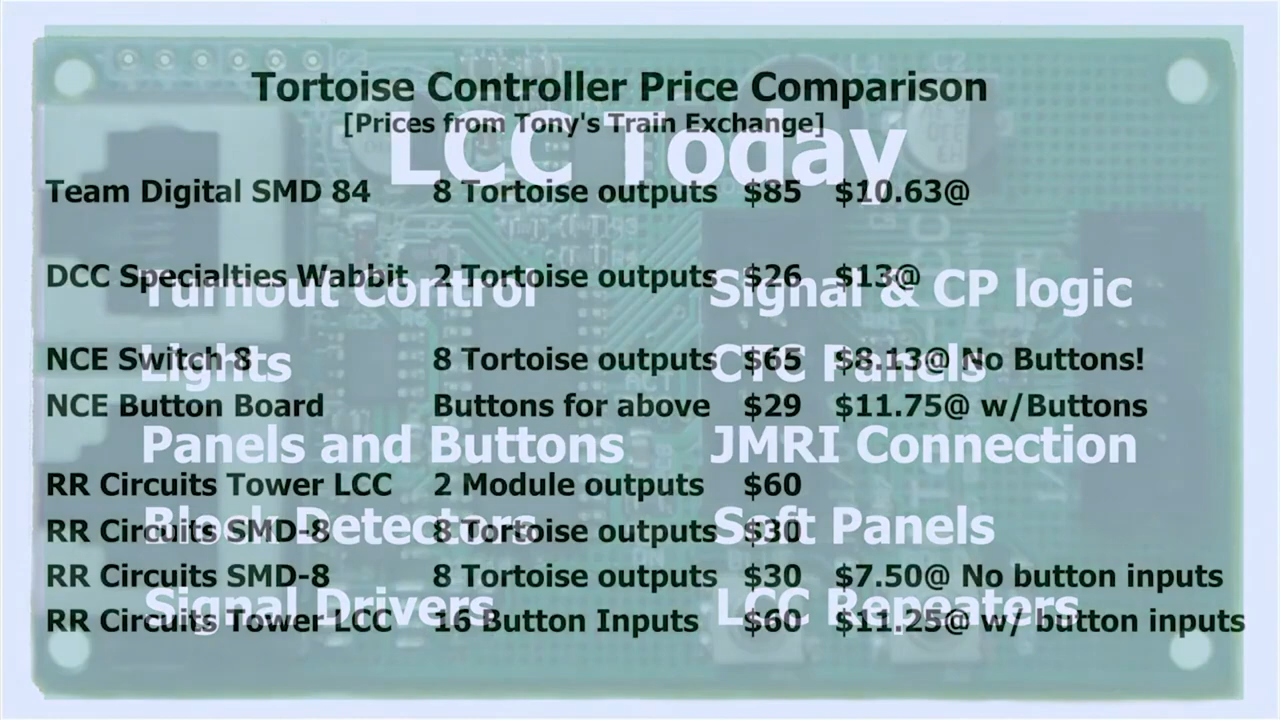 Tortoise Controller Price Comparison
[Prices from Tony's Train Exchange]
LCC Today
Team Digital SMD 84 8 Tortoise outputs $85 $10.63@
DCC Specialties Wabbit 2 Tortoise outputs $26 $13@
Turnout Control Signal & CP logic
NCE Switch 8 8 Tortoise outputs $65 $8.13@ No Buttons!
Lights CTC Panels
NCE Button Board Buttons for above $29 $11.75@ w/Buttons
Panels and Buttons JMRI Connection
RR Circuits Tower LCC 2 Module outputs $60
RR Circuits SMD-8 8 Tortoise outputs $30
Block Detectors Soft Panels
RR Circuits SMD-8 8 Tortoise outputs $30 $7.50@ No button inputs
Signal Drivers LCC Repeaters
RR Circuits Tower LCC 16 Button Inputs $60 $11.25@ w/ button inputs